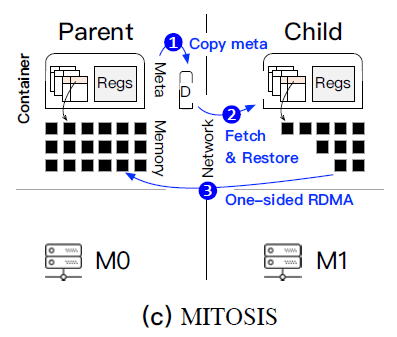 Parent
Child
1
Copy meta
Container
Regs
Meta
D
Regs
2
Fetch
& Restore
Memory
Network
3
One-sided RDMA
M0
M1
(c) MITOSIS